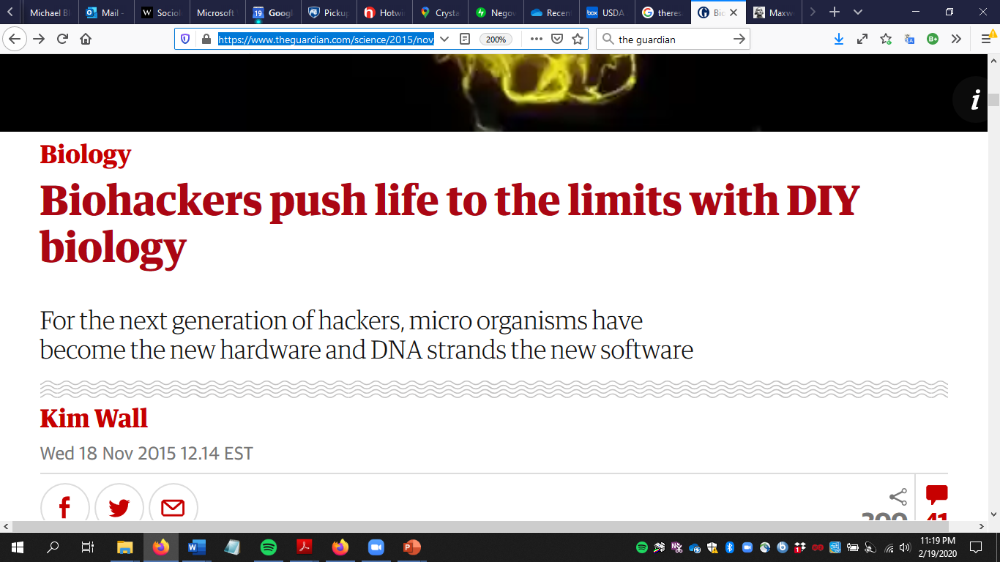 Michael Bl Mail - Sociol Microsoft Googl Pickup Hotwi Crysta Negov Recen USDA theres Bio Maxw
https://www.theguardian.com/science/2015/nov 200% the guardian
Biology
Biohackers push life to the limits with DIY
biology
For the next generation of hackers, micro organisms have
become the new hardware and DNA strands the new software
Kim Wall
Wed 18 Nov 2015 12.14 EST
11:19 PM
2/19/2020